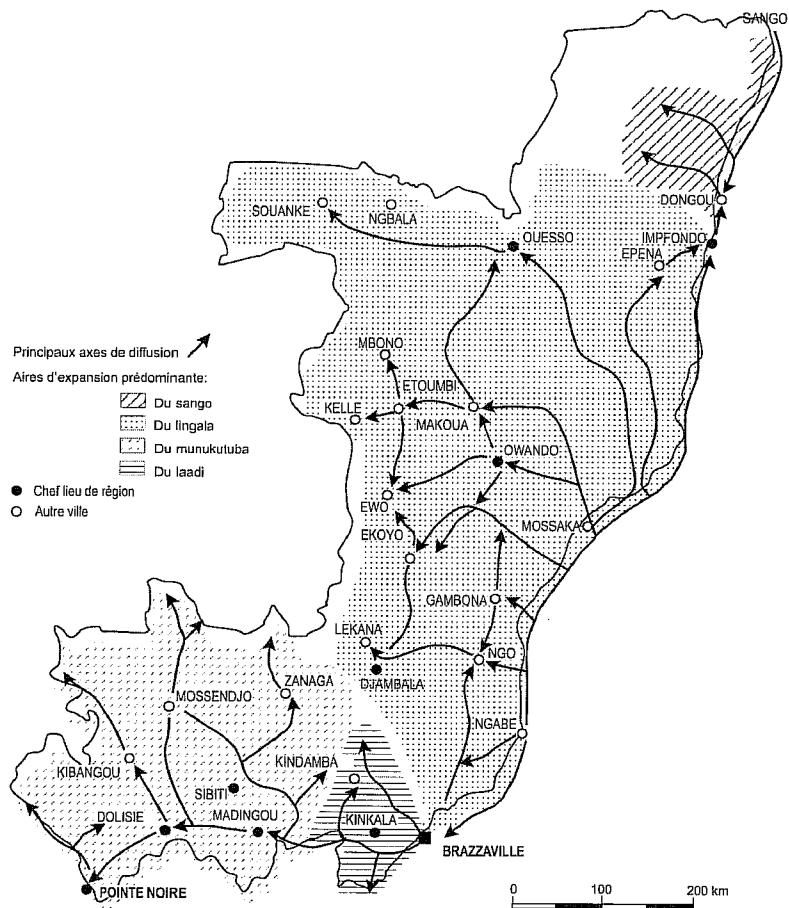 SANGO
DONGOU
SOUANKE
NGBALA
OUESSO
IMPFONDO
EPENA
Principaux axes de diffusion
MBONO
Aires d'expansion prédominante:
ETOUMBI
Du sango
KELLE
Du lingala
MAKOUA
Du munukutuba
OWANDO
Du laadi
Chef lieu de région
Autre ville
EWO
MOSSAKA
EKOYO
GAMBONA
LEKANA
NGO
DJAMBALA
ZANAGA
MOSSENDJO
NGABE
KINDAMBA
KIBANGOU
SIBITI
DOLISIE
MADINGOU
KINKALA
BRAZZAVILLE
POINTE NOIRE
0 100 200 km